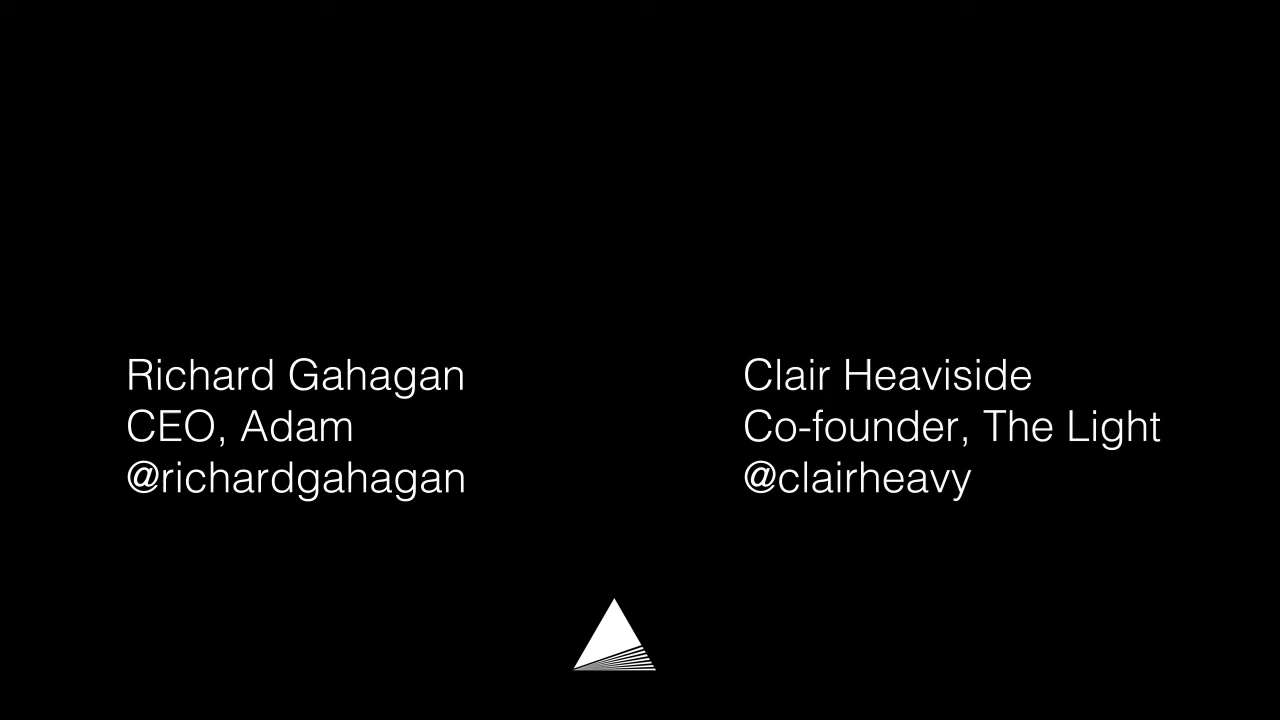 Richard Gahagan
CEO, Adam
@richardgahagan
Clair Heaviside
Co-founder, The Light
@clairheavy